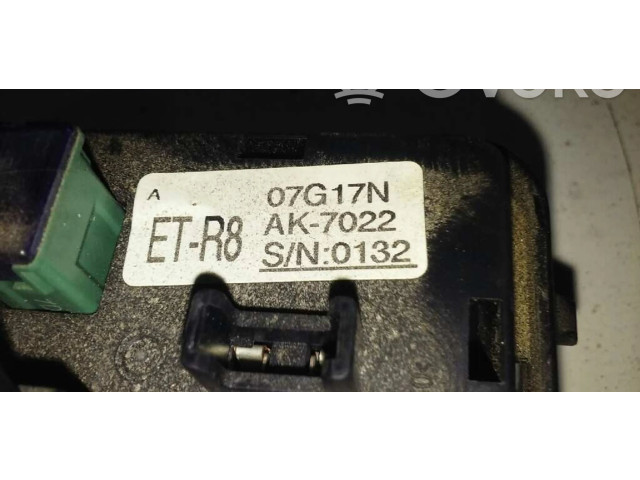 A
07G17N
ET-R8
AK-7022
S/N:0132